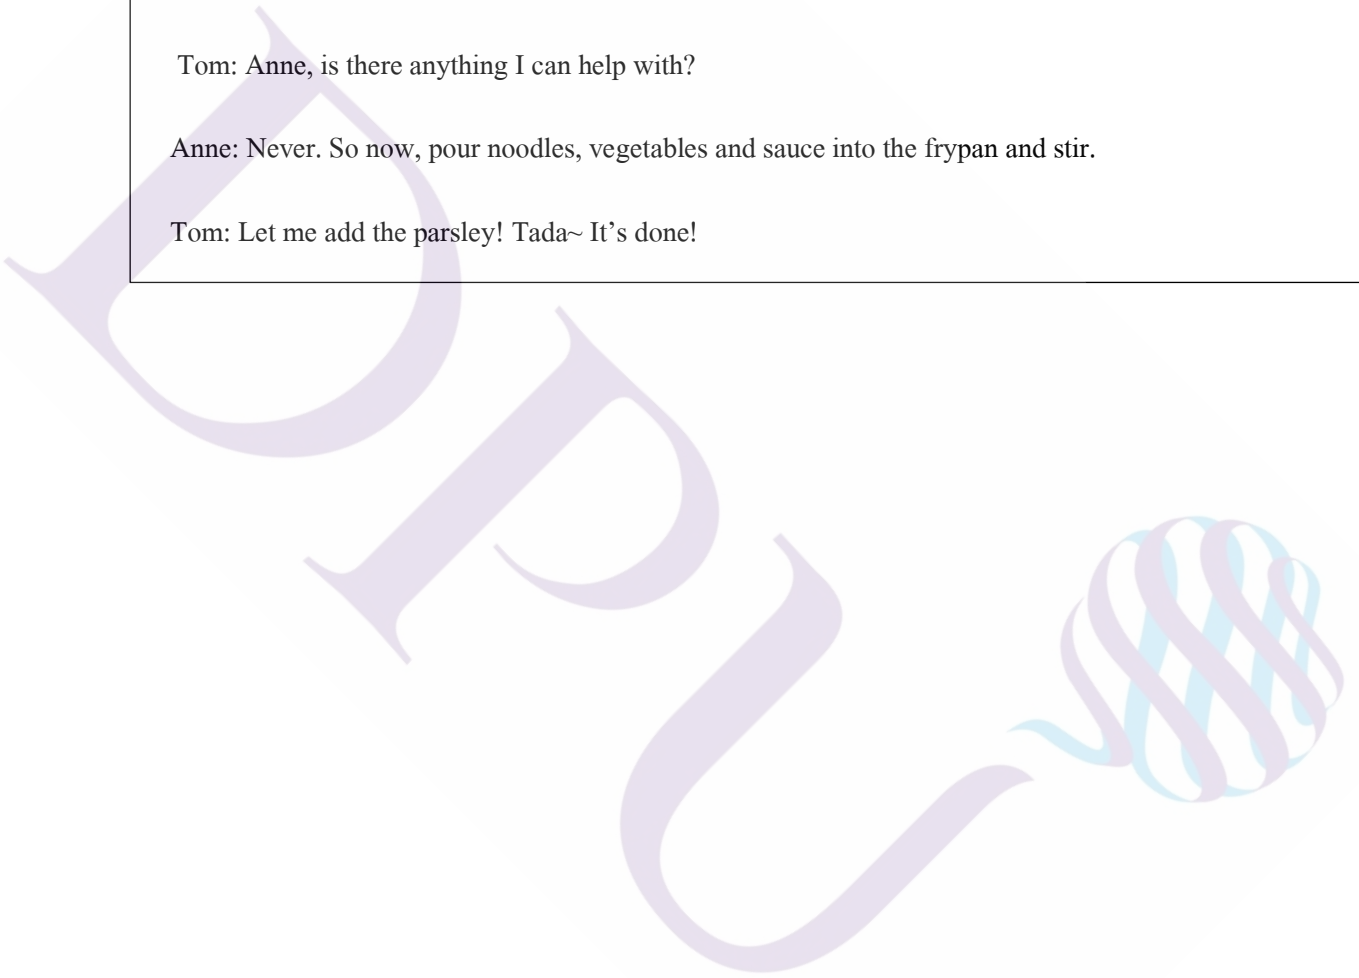 Tom: Anne, is there anything I can help with?
Anne: Never. So now, pour noodles, vegetables and sauce into the frypan and stir.
Tom: Let me add the parsley! Tada~ It’s done!
DPU